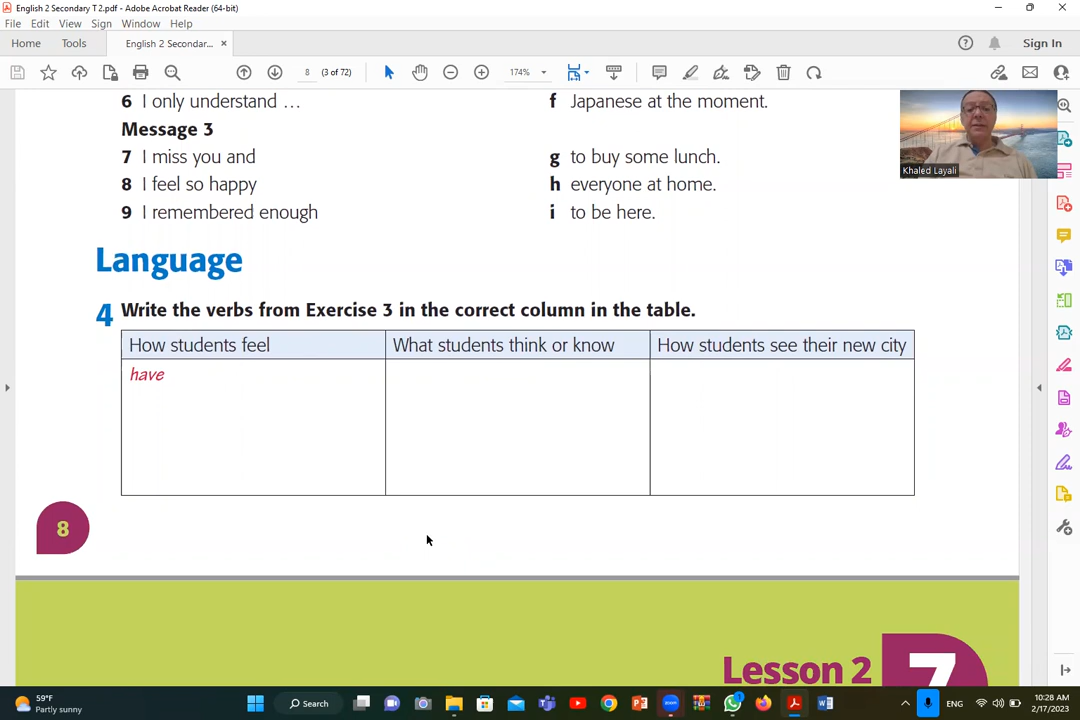 English 2 Secondary T 2.pdf - Adobe Acrobat Reader (64-bit)
File Edit View Sign Window Help
Home Tools English 2 Secondar... × Sign In
8 (3 of 72) 174%
6 I only understand … f Japanese at the moment.
Message 3
7 I miss you and g to buy some lunch.
8 I feel so happy h everyone at home.
9 I remembered enough i to be here.
Khaled Layali
Language
4 Write the verbs from Exercise 3 in the correct column in the table.
How students feel What students think or know How students see their new city
have
8
Lesson 2 7
59°F
Partly sunny
Search
ENG
10:28 AM
2/17/2023